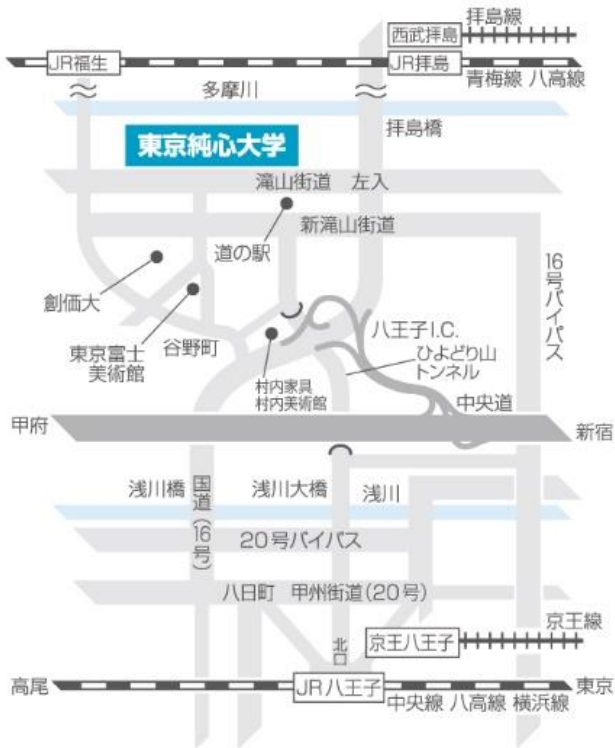 拝島線
西武拝島
JR福生
JR拝島
青梅線 八高線
多摩川
拝島橋
東京純心大学
滝山街道 左入
新滝山街道
道の駅
16号バイパス
創価大
東京富士
美術館
谷野町
八王子I.C.
ひよどり山
トンネル
村内家具
村内美術館
中央道
甲府
新宿
浅川橋
国道(16号)
浅川大橋
浅川
20号バイパス
八日町 甲州街道(20号)
京王線
北口
京王八王子
高尾
JR八王子
中央線 八高線 横浜線
東京